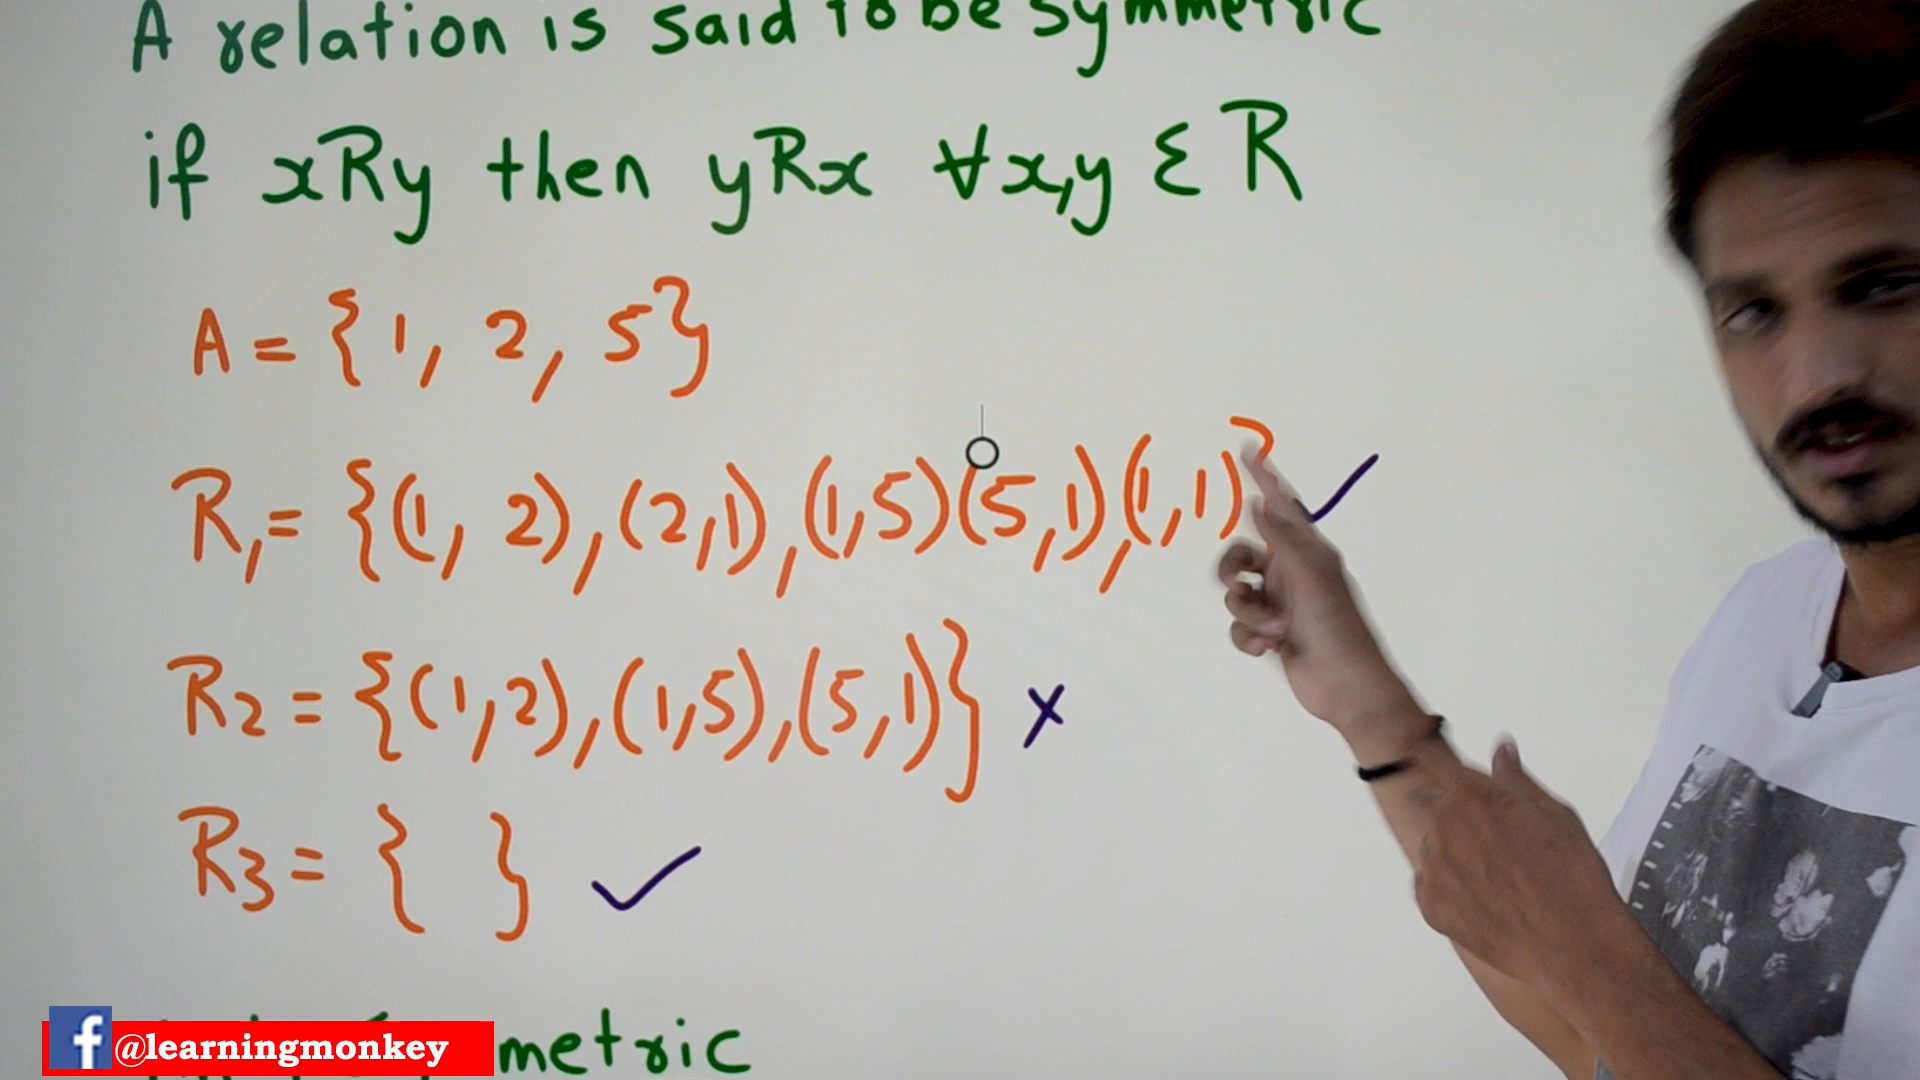 A relation is said to be symmetric
if xRy then yRx ∀x,y ∈ R
A = {1, 2, 5}
R1 = {(1, 2), (2,1), (1,5)(5,1), (1,1)} ✓
R2 = {(1,2), (1,5), (5,1)} ×
R3 = { } ✓
metric
f @learningmonkey